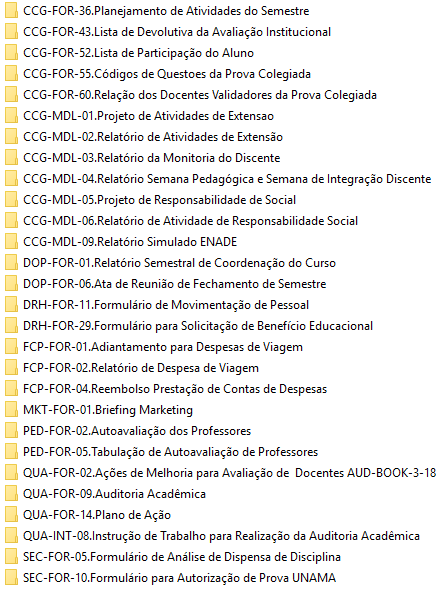 CCG-FOR-36.Planejamento de Atividades do Semestre
CCG-FOR-43.Lista de Devolutiva da Avaliação Institucional
CCG-FOR-52.Lista de Participação do Aluno
CCG-FOR-55.Códigos de Questoes da Prova Colegiada
CCG-FOR-60.Relação dos Docentes Validadores da Prova Colegiada
CCG-MDL-01.Projeto de Atividades de Extensao
CCG-MDL-02.Relatório de Atividades de Extensão
CCG-MDL-03.Relatório da Monitoria do Discente
CCG-MDL-04.Relatório Semana Pedagógica e Semana de Integração Discente
CCG-MDL-05.Projeto de Responsabilidade de Social
CCG-MDL-06.Relatório de Atividade de Responsabilidade Social
CCG-MDL-09.Relatório Simulado ENADE
DOP-FOR-01.Relatório Semestral de Coordenação do Curso
DOP-FOR-06.Ata de Reunião de Fechamento de Semestre
DRH-FOR-11.Formulário de Movimentação de Pessoal
DRH-FOR-29.Formulário para Solicitação de Benefício Educacional
FCP-FOR-01.Adiantamento para Despesas de Viagem
FCP-FOR-02.Relatório de Despesa de Viagem
FCP-FOR-04.Reembolso Prestação de Contas de Despesas
MKT-FOR-01.Briefing Marketing
PED-FOR-02.Autoavaliação dos Professores
PED-FOR-05.Tabulação de Autoavaliação de Professores
QUA-FOR-02.Ações de Melhoria para Avaliação de  Docentes AUD-BOOK-3-18
QUA-FOR-09.Auditoria Acadêmica
QUA-FOR-14.Plano de Ação
QUA-INT-08.Instrução de Trabalho para Realização da Auditoria Acadêmica
SEC-FOR-05.Formulário de Análise de Dispensa de Disciplina
SEC-FOR-10.Formulário para Autorização de Prova UNAMA